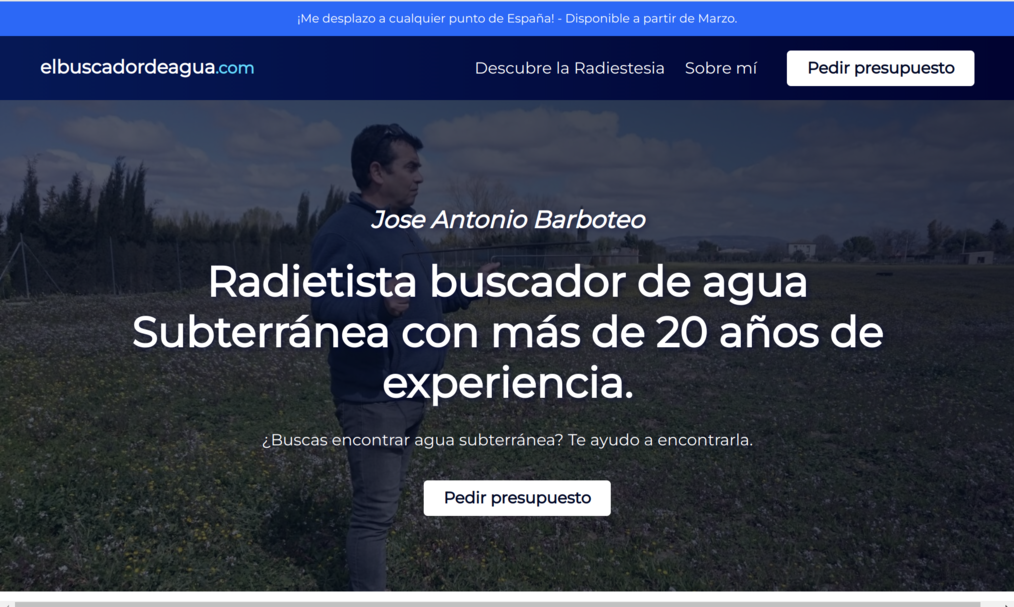 ¡Me desplazo a cualquier punto de España! - Disponible a partir de Marzo.
elbuscadordeagua.com
Descubre la Radiestesia
Sobre mí
Pedir presupuesto
Jose Antonio Barboteo
Radietista buscador de agua
Subterránea con más de 20 años de
experiencia.
¿Buscas encontrar agua subterránea? Te ayudo a encontrarla.
Pedir presupuesto